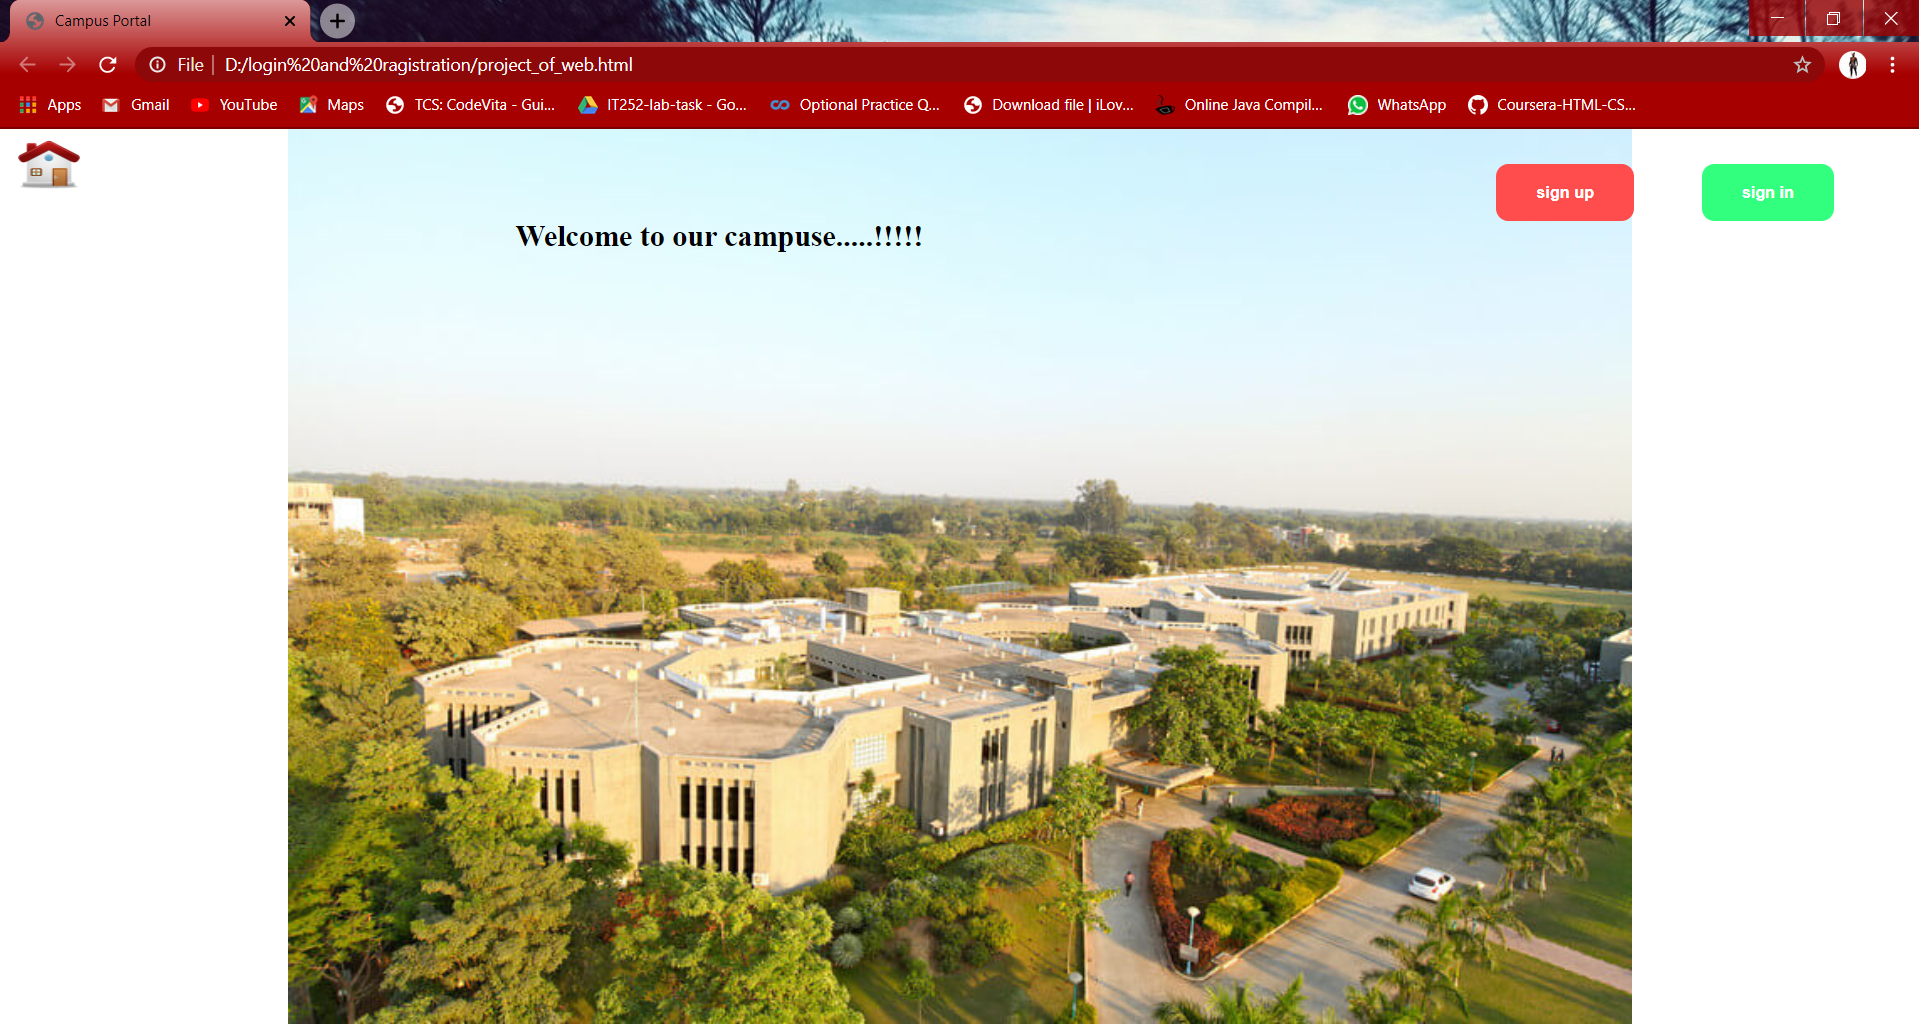 Campus Portal
File D:/login%20and%20ragistration/project_of_web.html
Apps Gmail YouTube Maps TCS: CodeVita - Gui... IT252-lab-task - Go... Optional Practice Q... Download file | iLov... Online Java Compil... WhatsApp Coursera-HTML-CS...
sign up sign in
Welcome to our campuse.....!!!!!